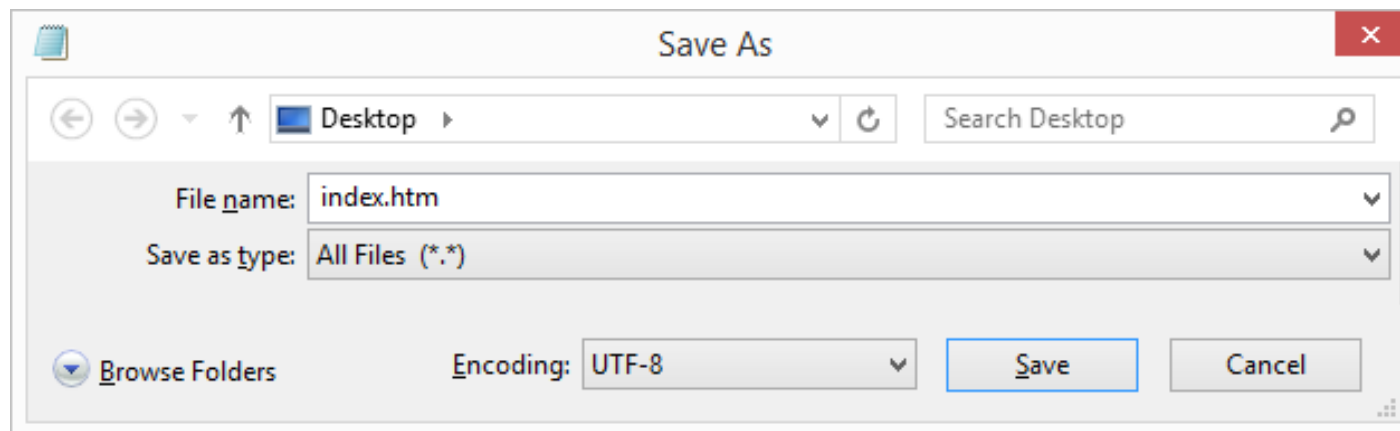 Save As
Desktop
Search Desktop
File name: index.htm
Save as type: All Files (*.*)
Browse Folders Encoding: UTF-8 Save Cancel